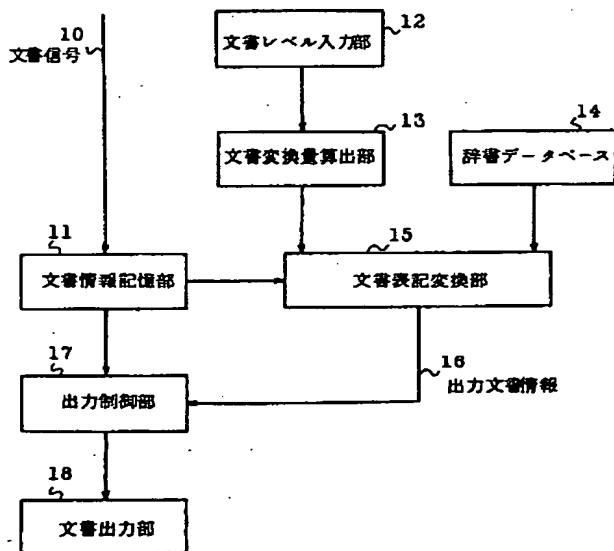 10
文書信号
文書レベル入力部
12
文書変換量算出部
13
辞書データベース
14
11
文書情報記憶部
15
文書表記変換部
17
出力制御部
16
出力文書情報
18
文書出力部